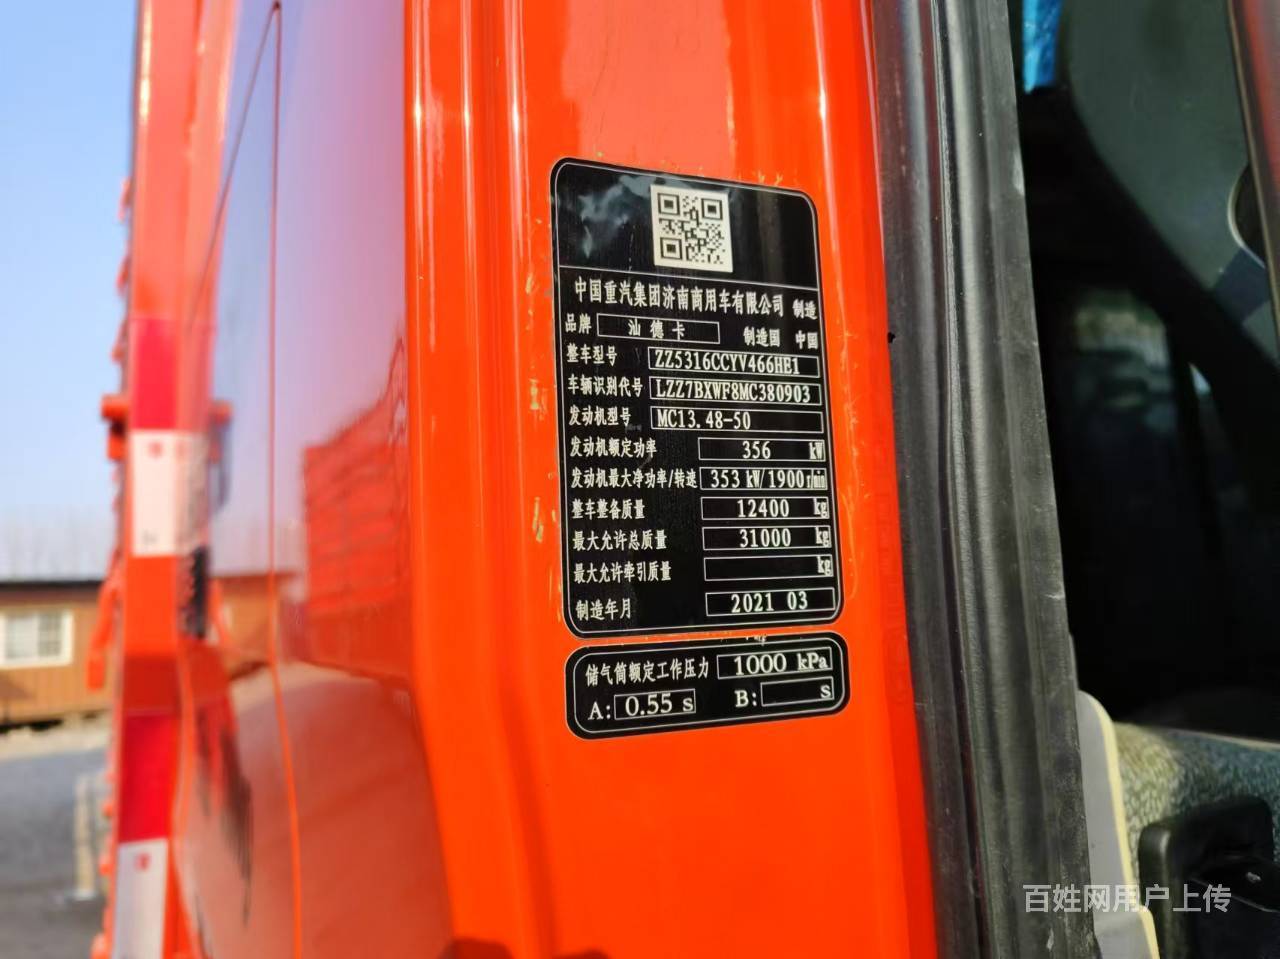 中国重汽集团济南商用车有限公司 制造
品牌 汕德卡 制造国 中国
整车型号 ZZ5316CCYV466HE1
车辆识别代号 LZZ7BXWF8MC380903
发动机型号 MC13.48-50
发动机额定功率 356 kW
发动机最大净功率/转速 353 kW/1900r/min
整车整备质量 12400 kg
最大允许总质量 31000 kg
最大允许牵引质量 kg
制造年月 2021 03
储气筒额定工作压力 1000 kPa
A: 0.55 s B: s
百姓网用户上传